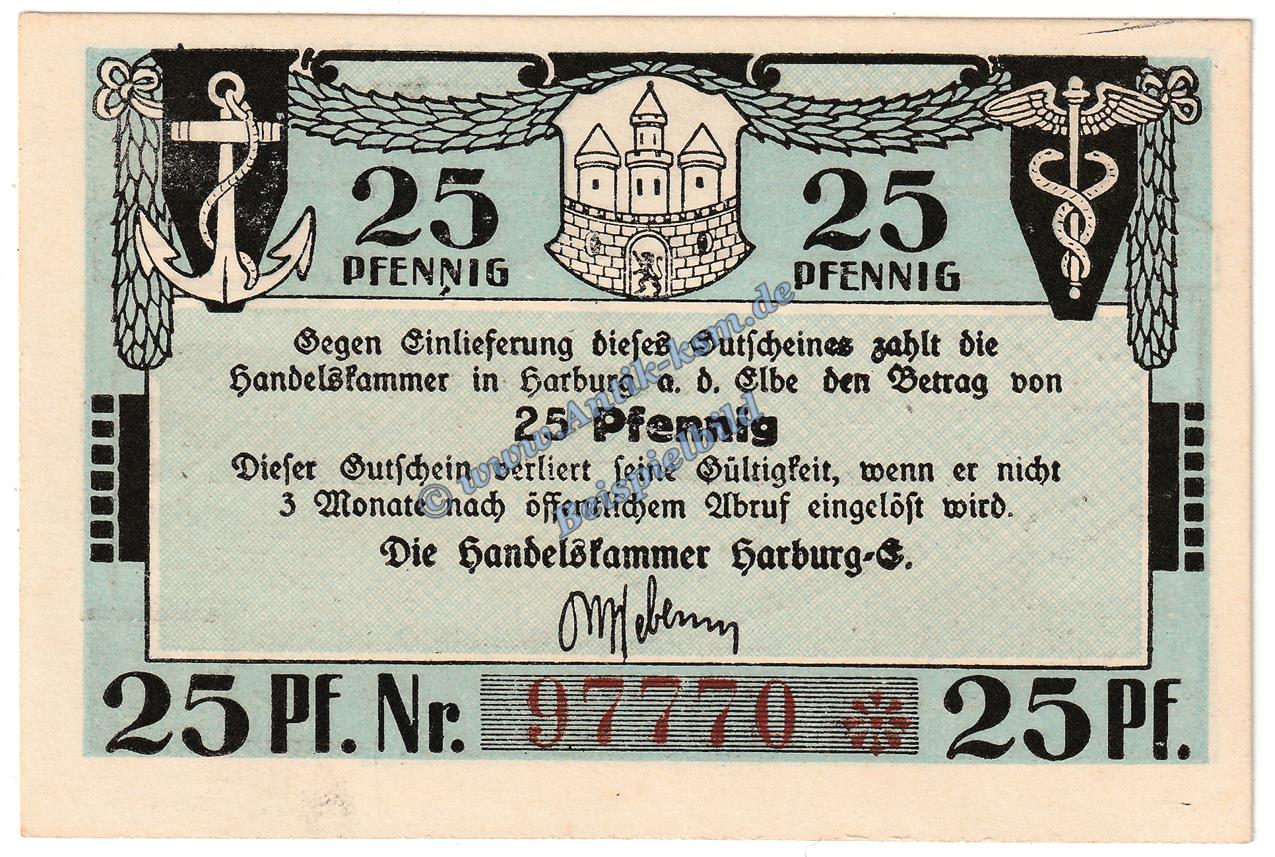 25 25
PFENNIG PFENNIG
Gegen Einlieferung dieses Gutscheines zahlt die
Handelskammer in Harburg a. d. Elbe den Betrag von
25 Pfennig
Dieser Gutschein verliert seine Gültigkeit, wenn er nicht
3 Monate nach öffentlichem Abruf eingelöst wird.
Die Handelskammer Harburg-E.
25 Pf. Nr. 97770 25 Pf.
© www.Antik-ksm.de
Beispielbild